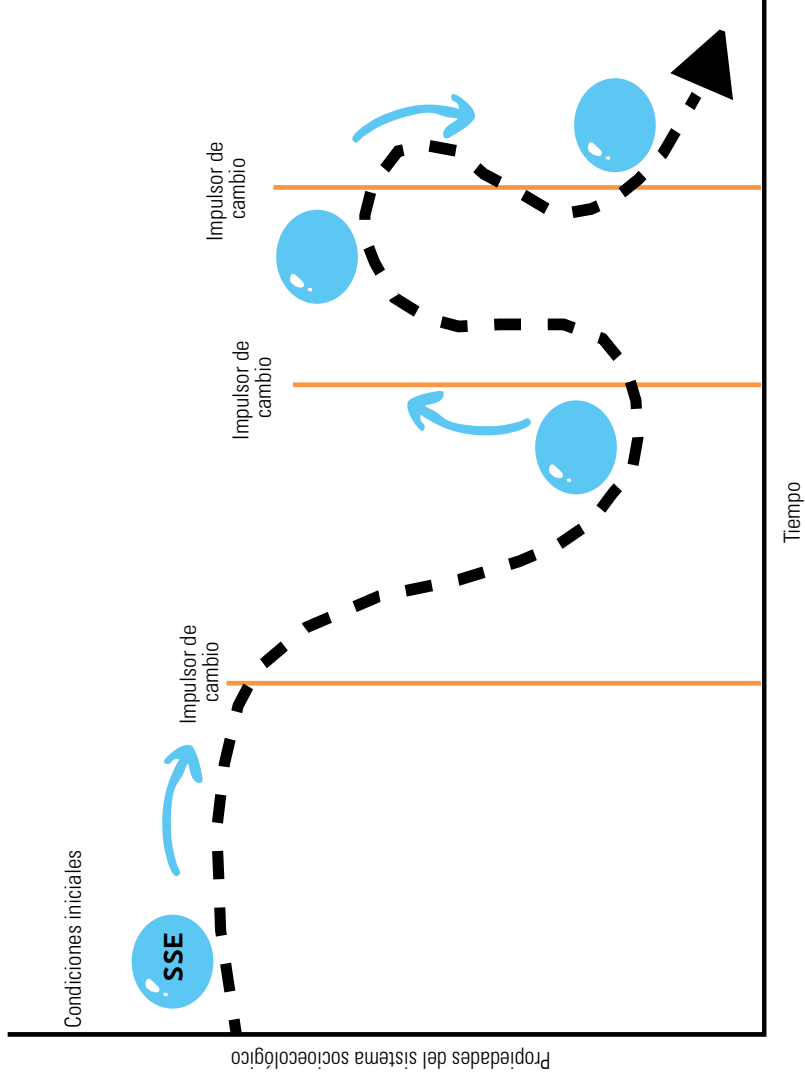 Condiciones iniciales
SSE
Impulsor de
cambio
Impulsor de
cambio
Impulsor de
cambio
Propiedades del sistema socioecológico
Tiempo